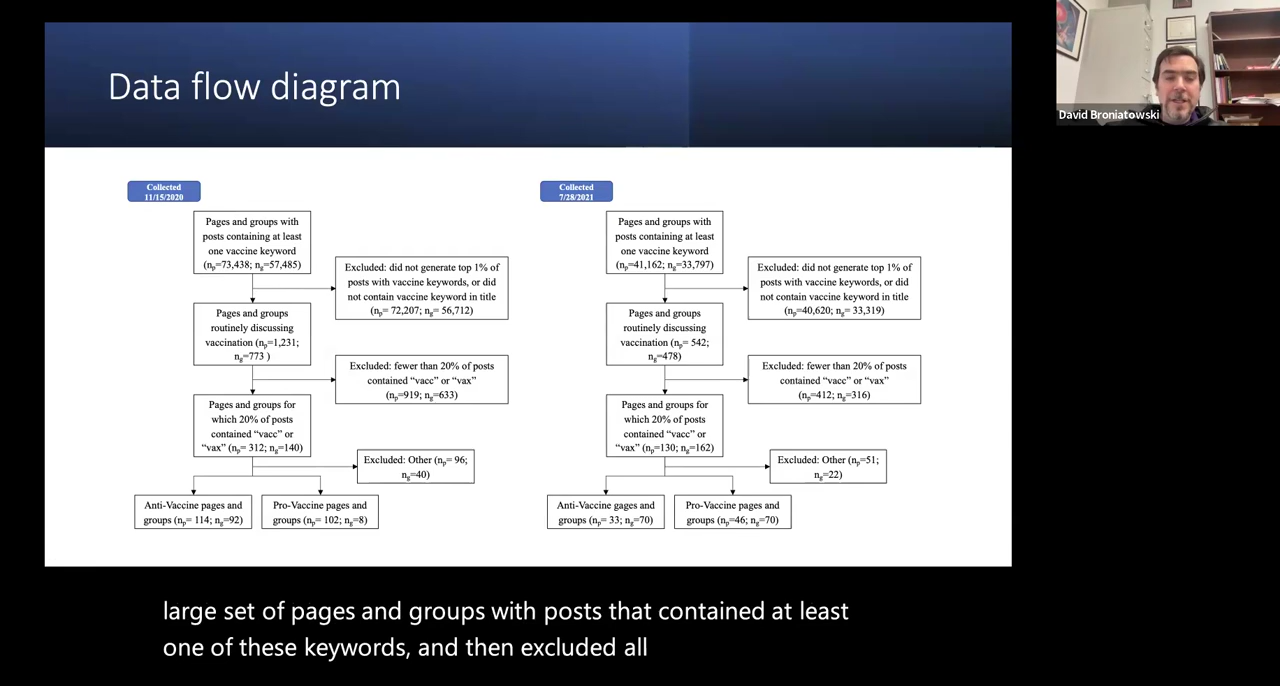 Data flow diagram
David Broniatowski
Collected
11/15/2020
Pages and groups with
posts containing at least
one vaccine keyword
(np=73,438; ng=57,485)
Excluded: did not generate top 1% of
posts with vaccine keywords, or did
not contain vaccine keyword in title
(np= 72,207; ng= 56,712)
Pages and groups
routinely discussing
vaccination (np=1,231;
ng=773 )
Excluded: fewer than 20% of posts
contained “vacc” or “vax”
(np=919; ng=633)
Pages and groups for
which 20% of posts
contained “vacc” or
“vax” (np= 312; ng=140)
Excluded: Other (np= 96;
ng=40)
Anti-Vaccine pages and
groups (np= 114; ng=92)
Pro-Vaccine pages and
groups (np= 102; ng=8)
Collected
7/28/2021
Pages and groups with
posts containing at least
one vaccine keyword
(np=41,162; ng=33,797)
Excluded: did not generate top 1% of
posts with vaccine keywords, or did
not contain vaccine keyword in title
(np=40,620; ng= 33,319)
Pages and groups
routinely discussing
vaccination (np= 542;
ng=478)
Excluded: fewer than 20% of posts
contained “vacc” or “vax”
(np=412; ng=316)
Pages and groups for
which 20% of posts
contained “vacc” or
“vax” (np=130; ng=162)
Excluded: Other (np=51;
ng=22)
Anti-Vaccine gages and
groups (np= 33; ng=70)
Pro-Vaccine pages and
groups (np=46; ng=70)
large set of pages and groups with posts that contained at least
one of these keywords, and then excluded all